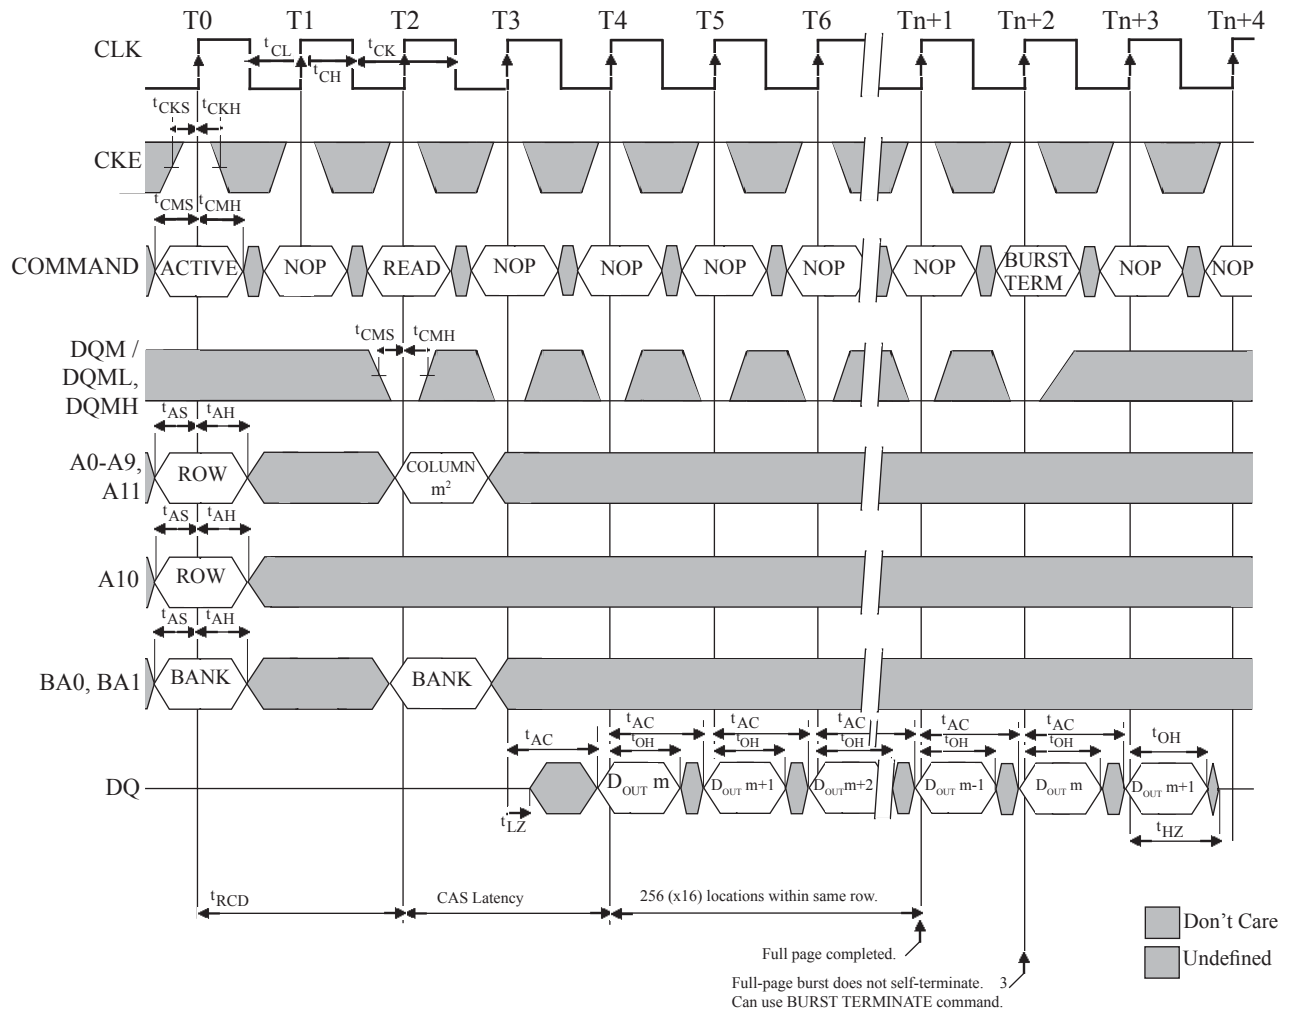 T0 T1 T2 T3 T4 T5 T6 Tn+1 Tn+2 Tn+3 Tn+4
CLK
tCL tCK
tCH
tCKS tCKH
CKE
tCMS tCMH
COMMAND ACTIVE NOP READ NOP NOP NOP NOP NOP BURST TERM NOP NOP
tCMS tCMH
DQM /
DQML,
DQMH
tAS tAH
A0-A9,
A11
ROW
COLUMN
m2
tAS tAH
A10 ROW
tAS tAH
BA0, BA1 BANK BANK
tAC tAC tAC tAC tAC tAC
tOH tOH tOH tOH tOH tOH
DQ DOUT m DOUT m+1 DOUT m+2 DOUT m-1 DOUT m DOUT m+1
tLZ tHZ
tRCD CAS Latency 256 (x16) locations within same row.
Full page completed.
Full-page burst does not self-terminate. 3
Can use BURST TERMINATE command.
Don't Care
Undefined